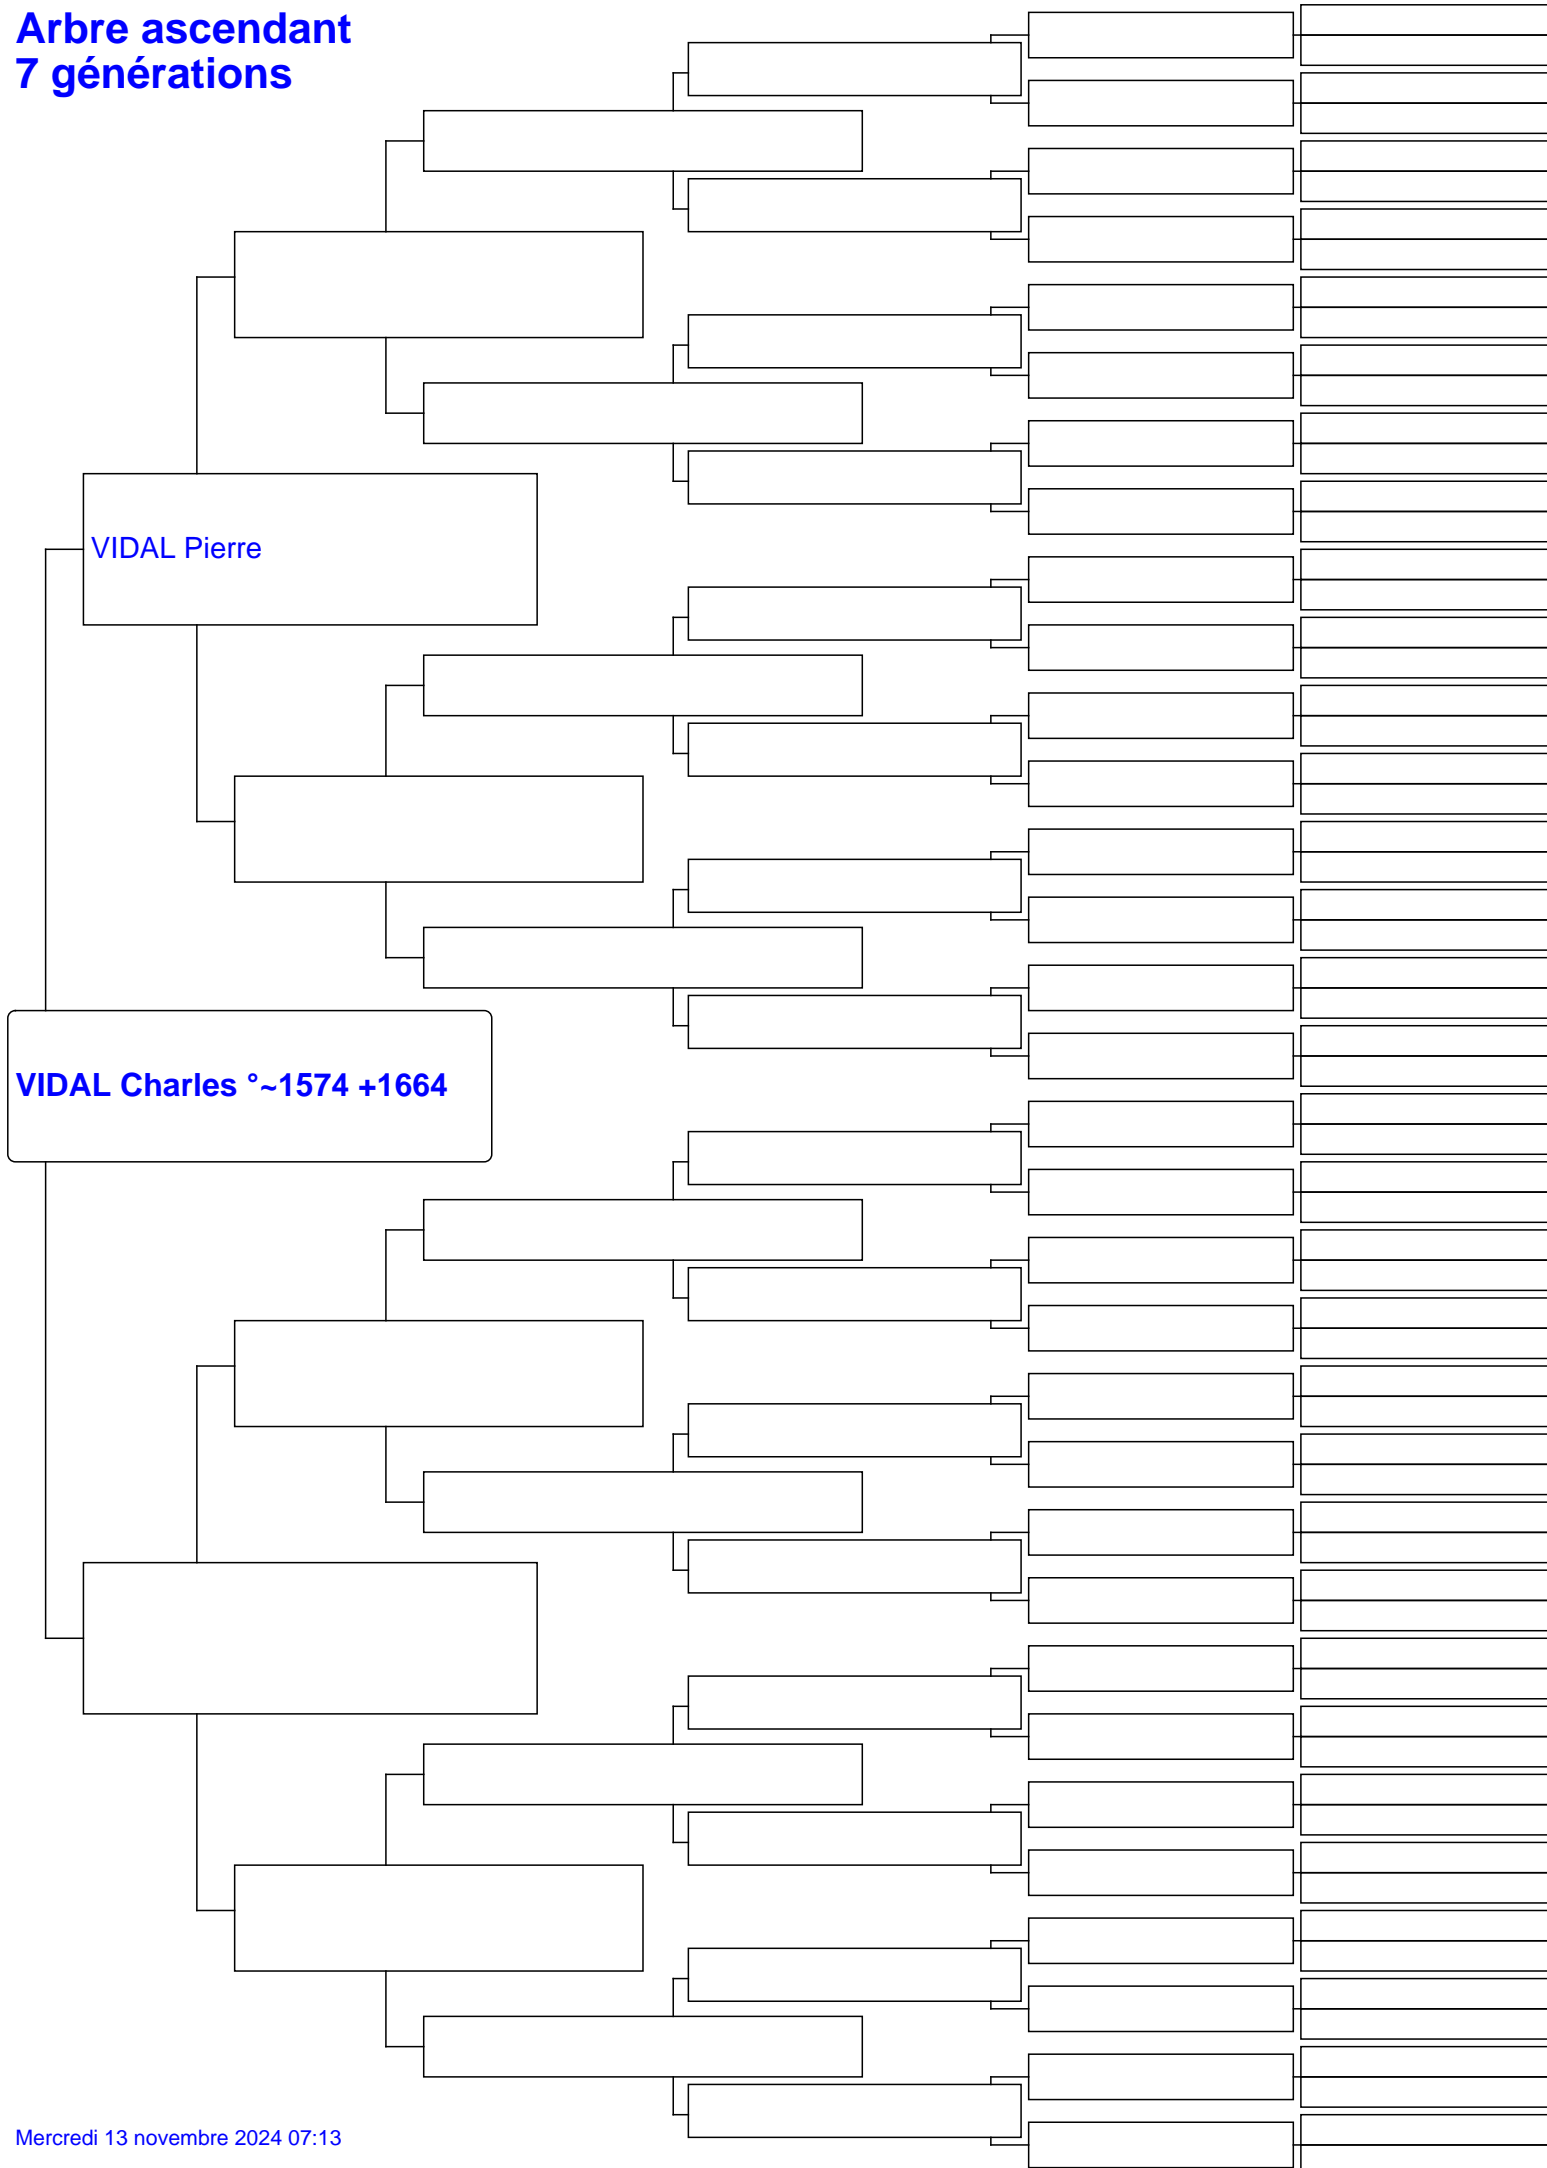 Arbre ascendant
7 générations
VIDAL Pierre
VIDAL Charles °~1574 +1664
Mercredi 13 novembre 2024 07:13